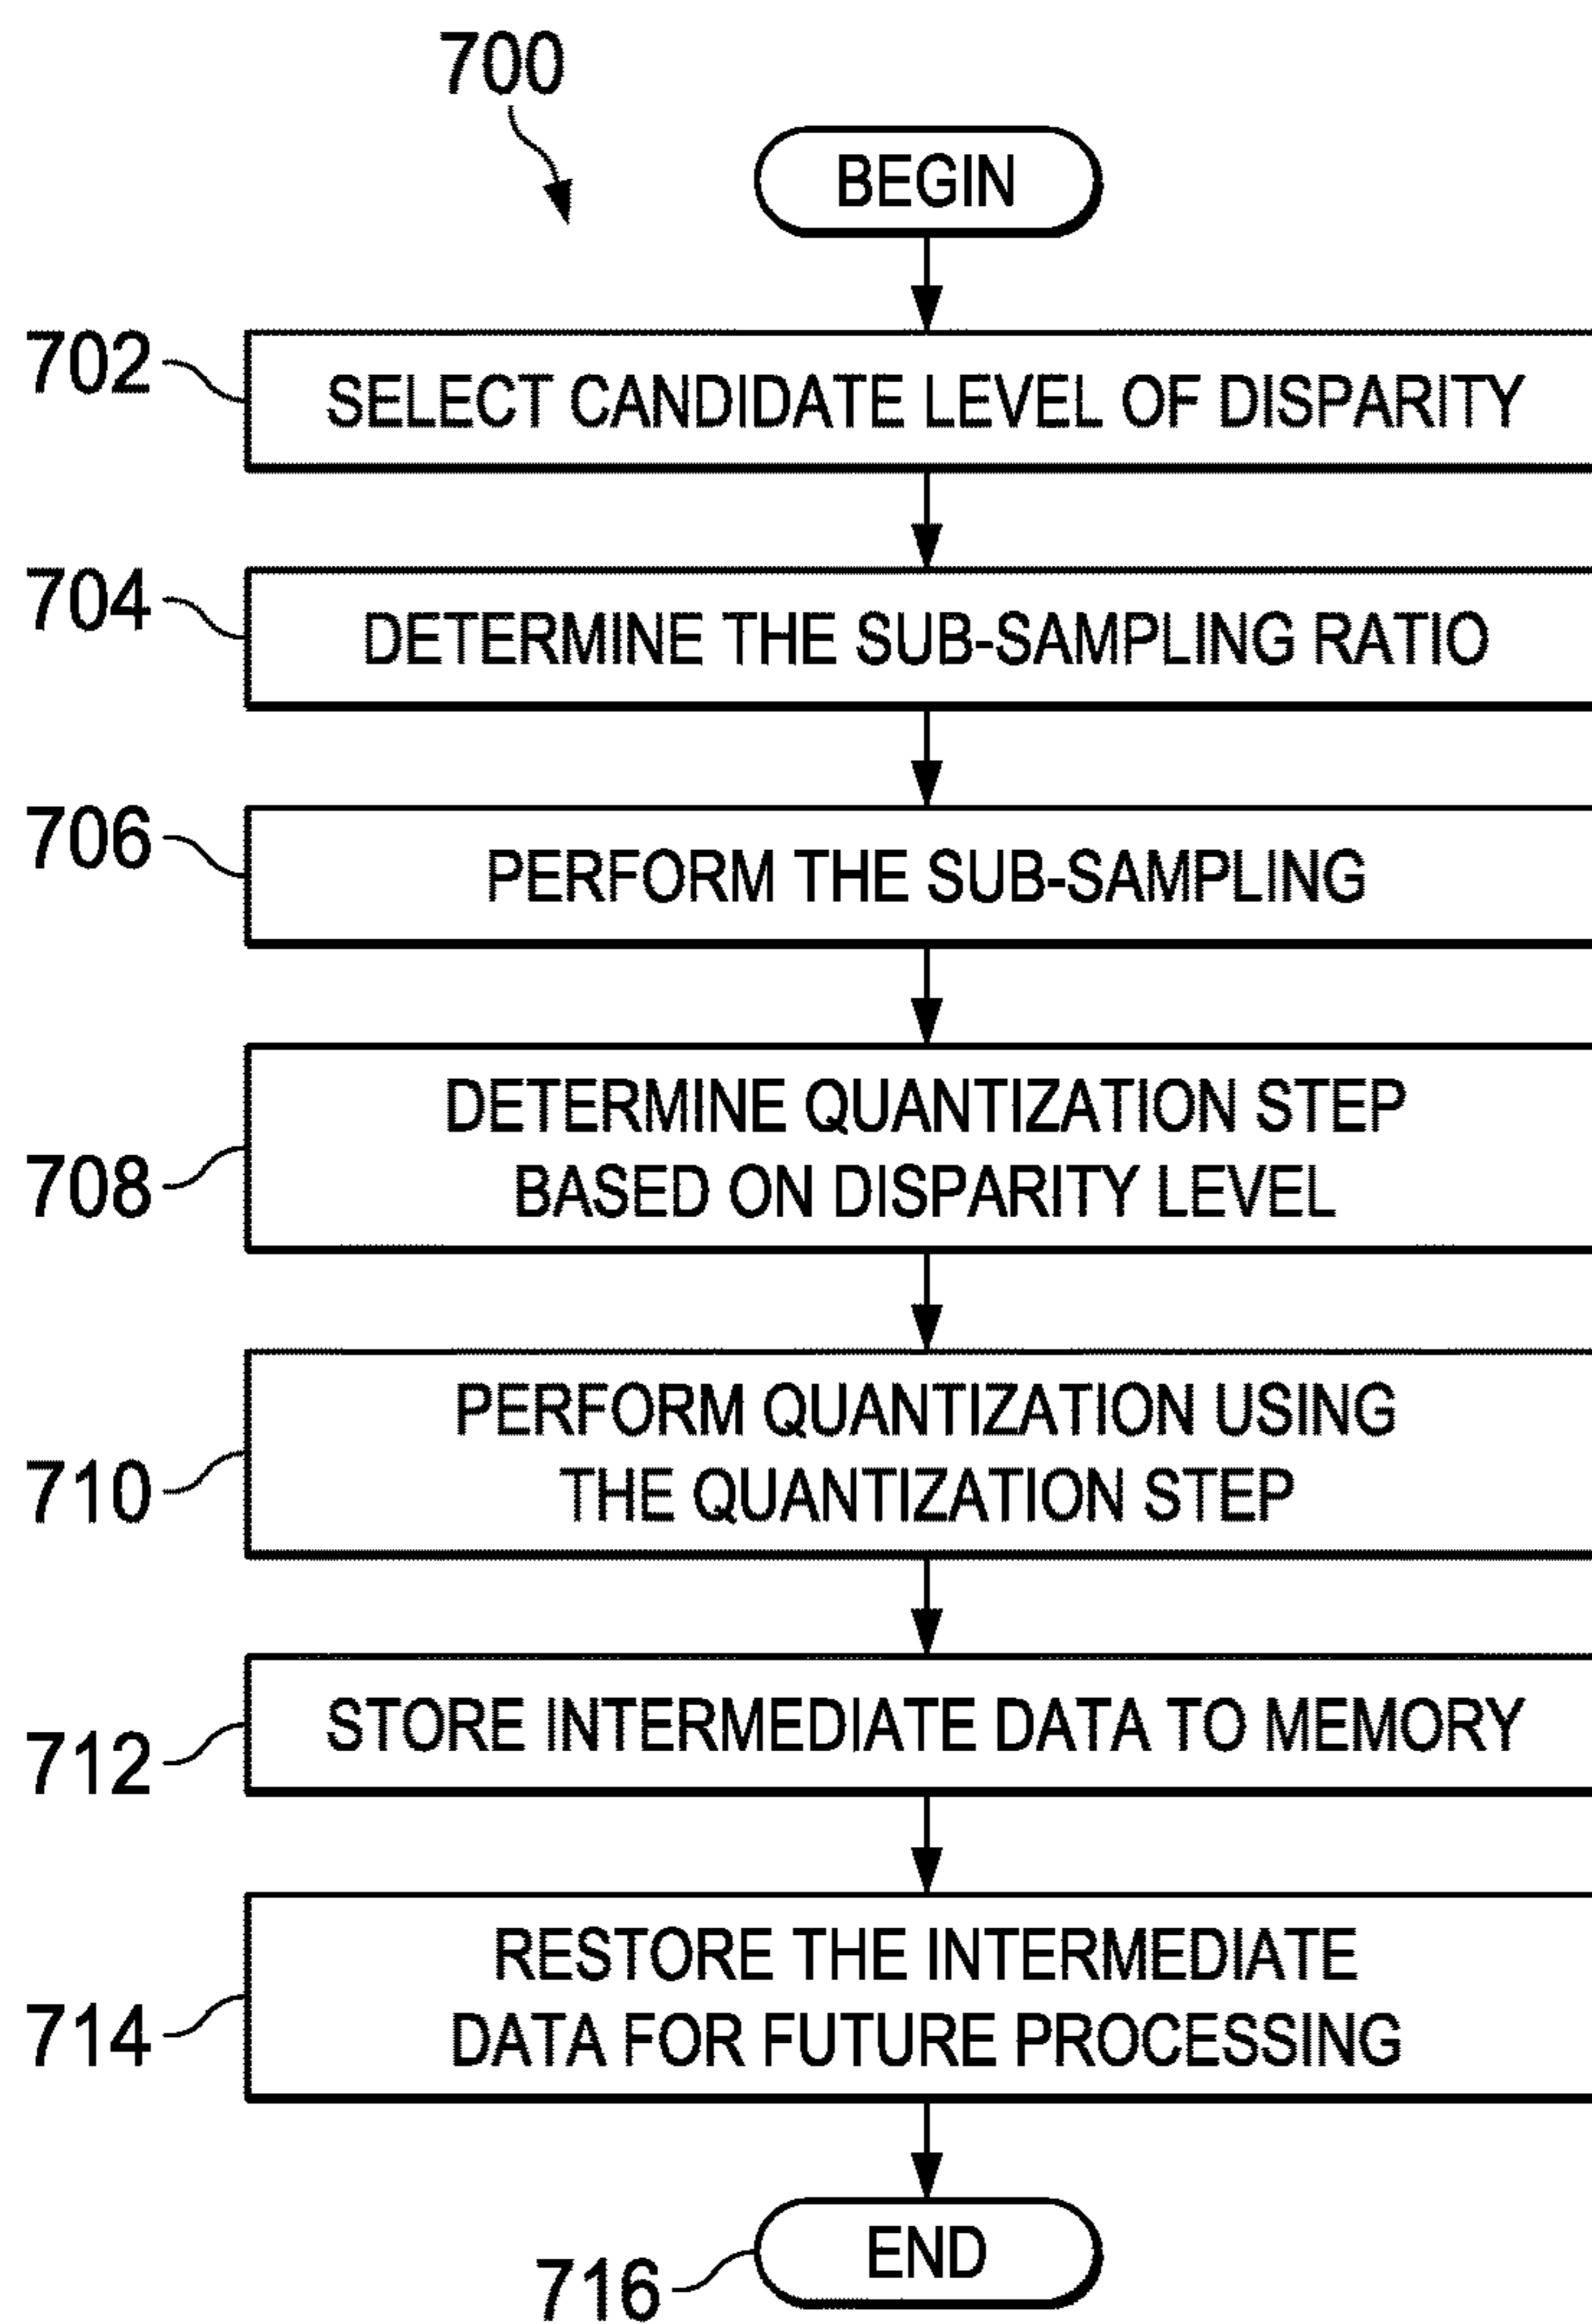 700
BEGIN
702
SELECT CANDIDATE LEVEL OF DISPARITY
704
DETERMINE THE SUB-SAMPLING RATIO
706
PERFORM THE SUB-SAMPLING
708
DETERMINE QUANTIZATION STEP
BASED ON DISPARITY LEVEL
710
PERFORM QUANTIZATION USING
THE QUANTIZATION STEP
712
STORE INTERMEDIATE DATA TO MEMORY
714
RESTORE THE INTERMEDIATE
DATA FOR FUTURE PROCESSING
716
END